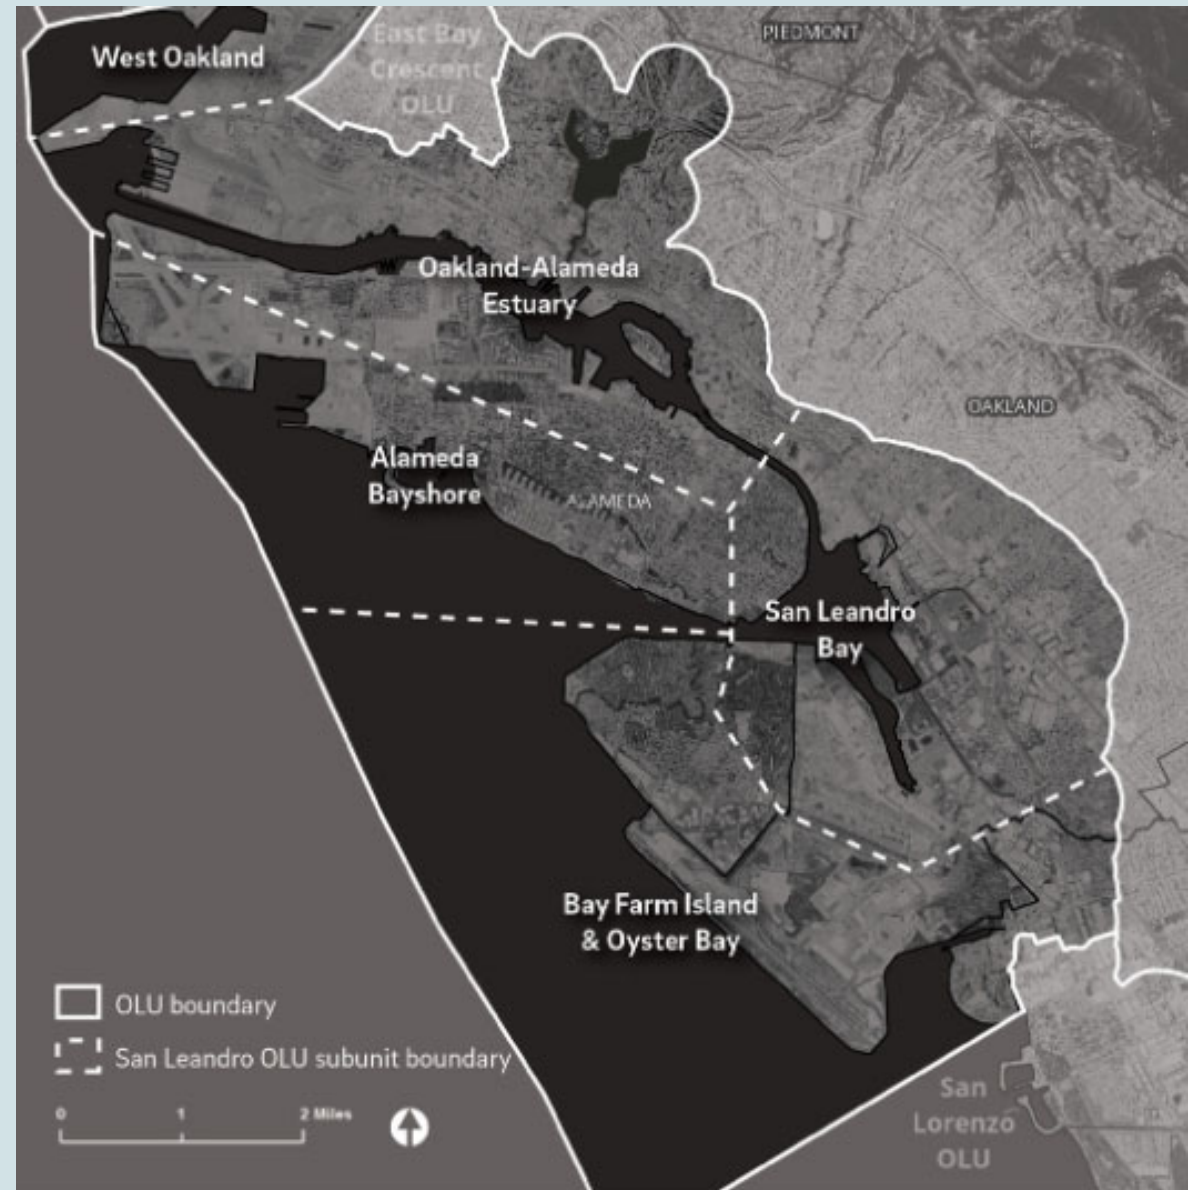 West Oakland
East Bay
Crescent
OLU
PIEDMONT
Oakland-Alameda
Estuary
OAKLAND
Alameda
Bayshore
ALAMEDA
San Leandro
Bay
Bay Farm Island
& Oyster Bay
OLU boundary
San Leandro OLU subunit boundary
0 1 2 Miles
San
Lorenzo
OLU